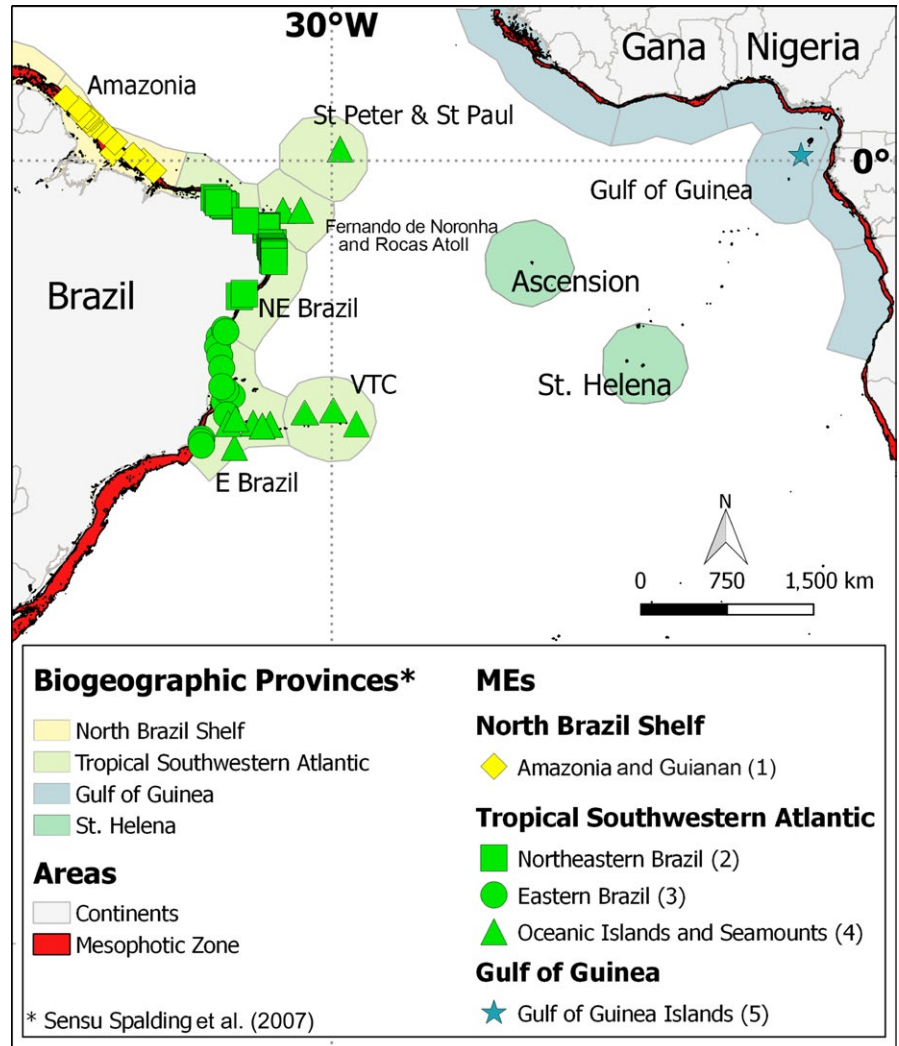 30°W
Gana
Nigeria
Amazonia
St Peter & St Paul
0°
Gulf of Guinea
Fernando de Noronha
and Rocas Atoll
Ascension
Brazil
NE Brazil
St. Helena
VTC
E Brazil
N
0 750 1,500 km
Biogeographic Provinces*
North Brazil Shelf
Tropical Southwestern Atlantic
Gulf of Guinea
St. Helena
Areas
Continents
Mesophotic Zone
* Sensu Spalding et al. (2007)
MEs
North Brazil Shelf
Amazonia and Guianan (1)
Tropical Southwestern Atlantic
Northeastern Brazil (2)
Eastern Brazil (3)
Oceanic Islands and Seamounts (4)
Gulf of Guinea
Gulf of Guinea Islands (5)